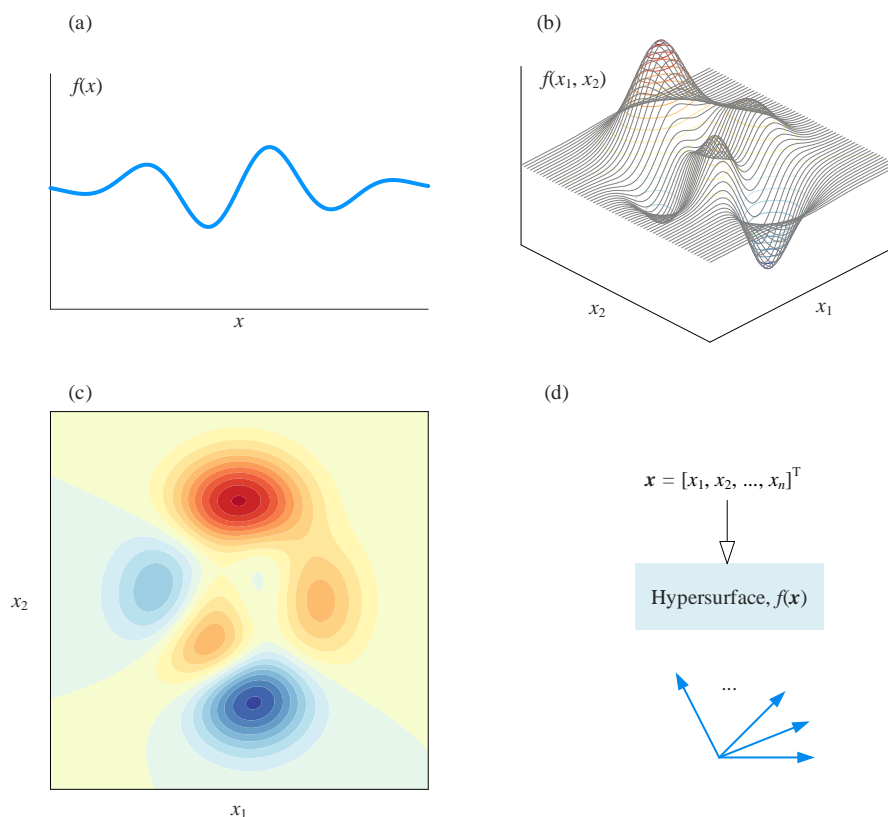 (a)
f(x)
x
(b)
f(x₁, x₂)
x₂
x₁
(c)
x₂
x₁
(d)
x = [x₁, x₂, ..., xₙ]ᵀ
Hypersurface, f(x)
...